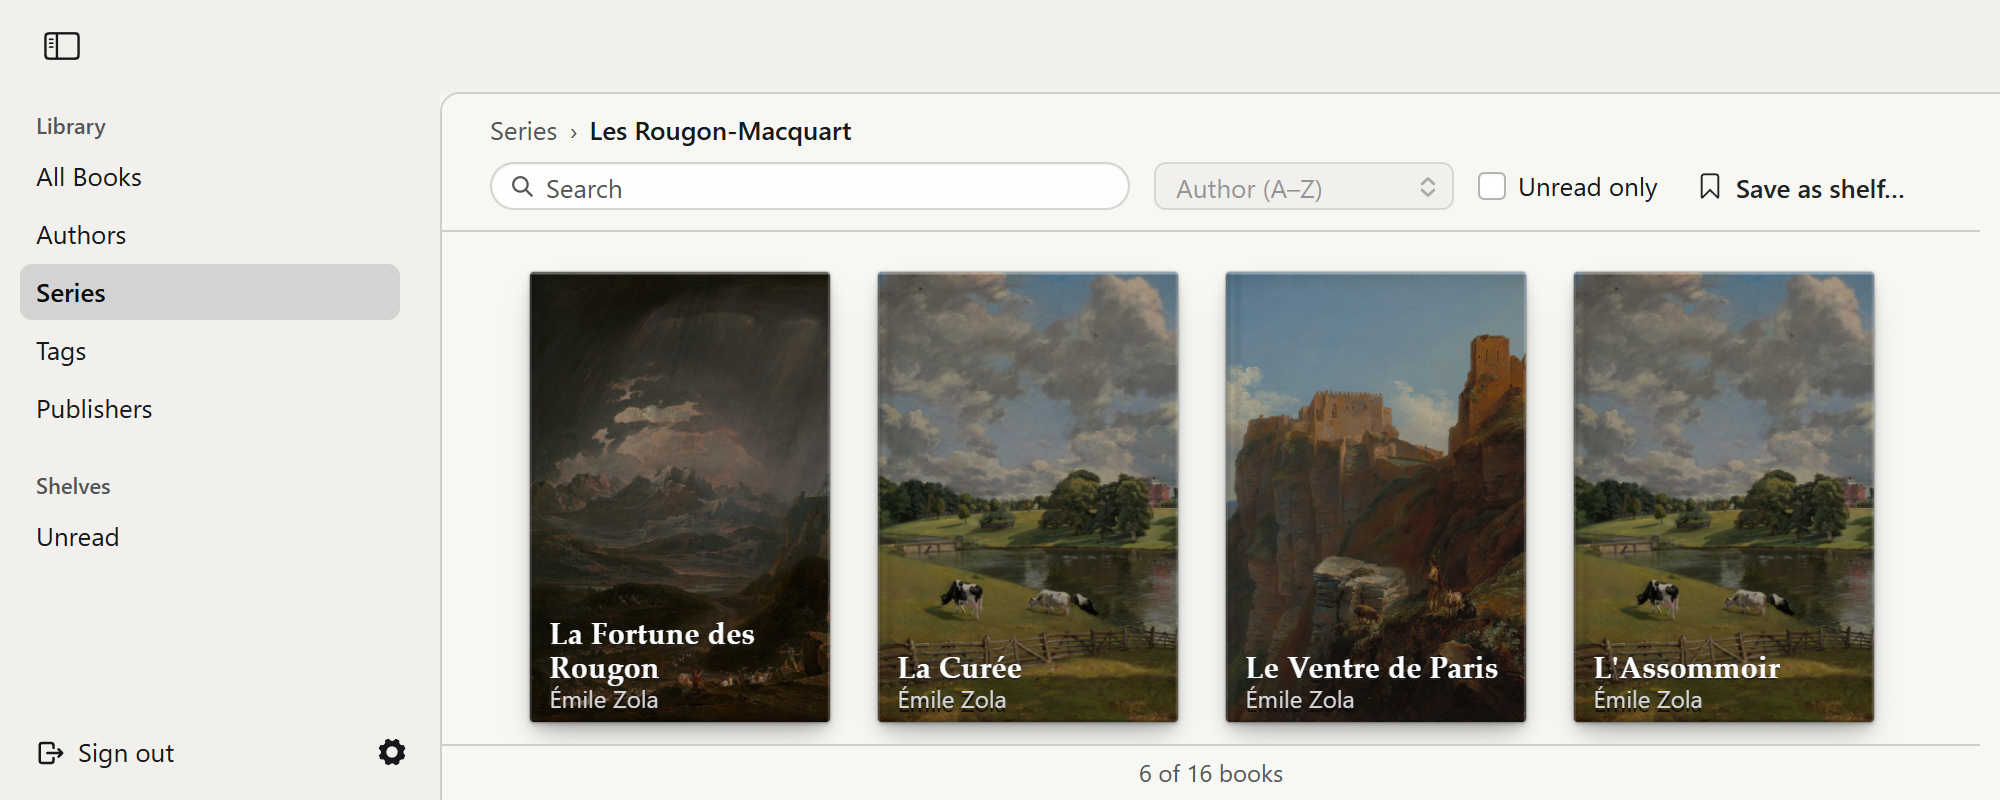 Library
All Books
Authors
Series
Tags
Publishers
Shelves
Unread
Sign out
Series › Les Rougon-Macquart
Search
Author (A–Z)
Unread only
Save as shelf...
La Fortune des
Rougon
Émile Zola
La Curée
Émile Zola
Le Ventre de Paris
Émile Zola
L'Assommoir
Émile Zola
6 of 16 books